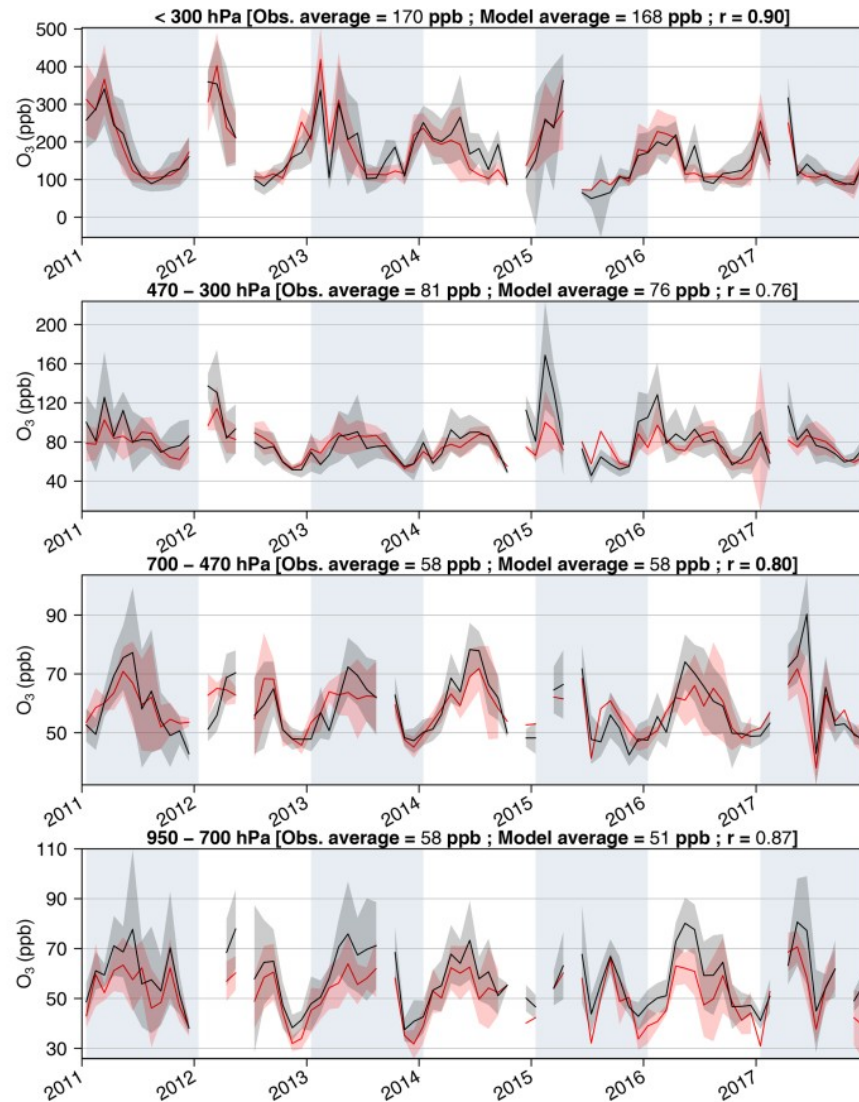 < 300 hPa [Obs. average = 170 ppb ; Model average = 168 ppb ; r = 0.90]
500
400
300
200
100
0
O₃ (ppb)
2011 2012 2013 2014 2015 2016 2017
470 − 300 hPa [Obs. average = 81 ppb ; Model average = 76 ppb ; r = 0.76]
200
160
120
80
40
O₃ (ppb)
2011 2012 2013 2014 2015 2016 2017
700 − 470 hPa [Obs. average = 58 ppb ; Model average = 58 ppb ; r = 0.80]
90
70
50
O₃ (ppb)
2011 2012 2013 2014 2015 2016 2017
950 − 700 hPa [Obs. average = 58 ppb ; Model average = 51 ppb ; r = 0.87]
110
90
70
50
30
O₃ (ppb)
2011 2012 2013 2014 2015 2016 2017